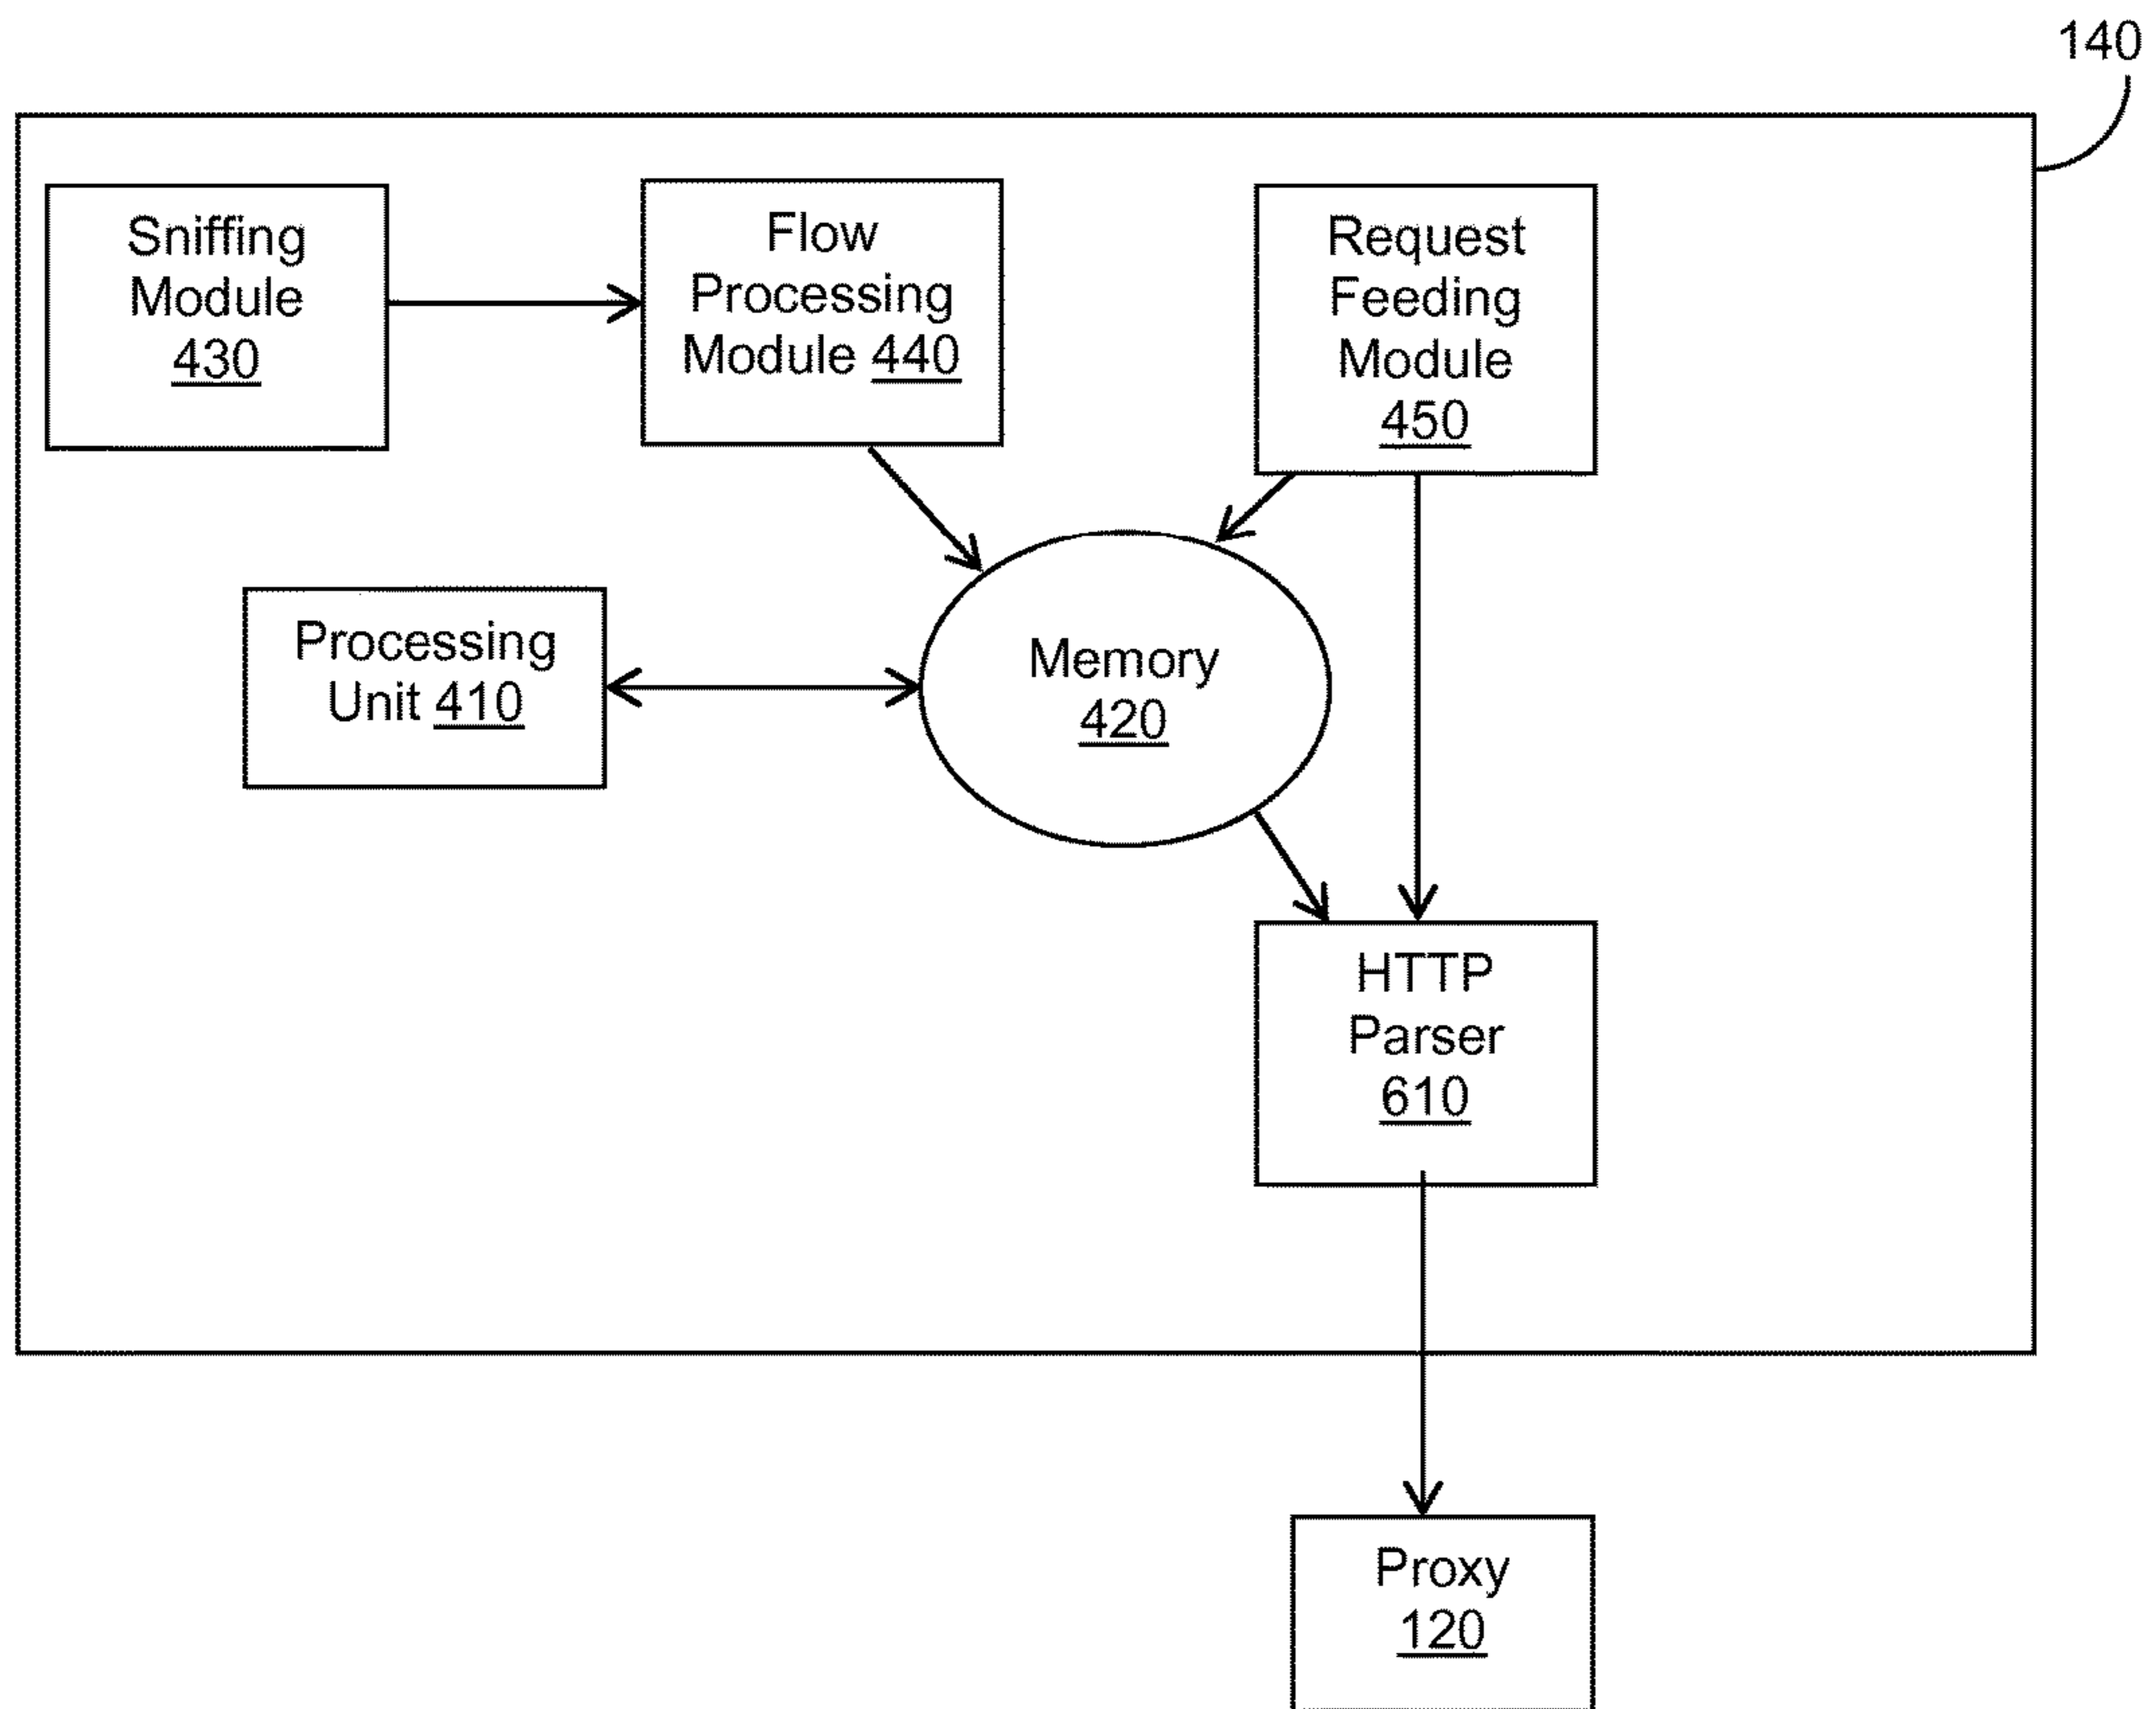 140
Sniffing
Module
430
Flow
Processing
Module 440
Request
Feeding
Module
450
Processing
Unit 410
Memory
420
HTTP
Parser
610
Proxy
120